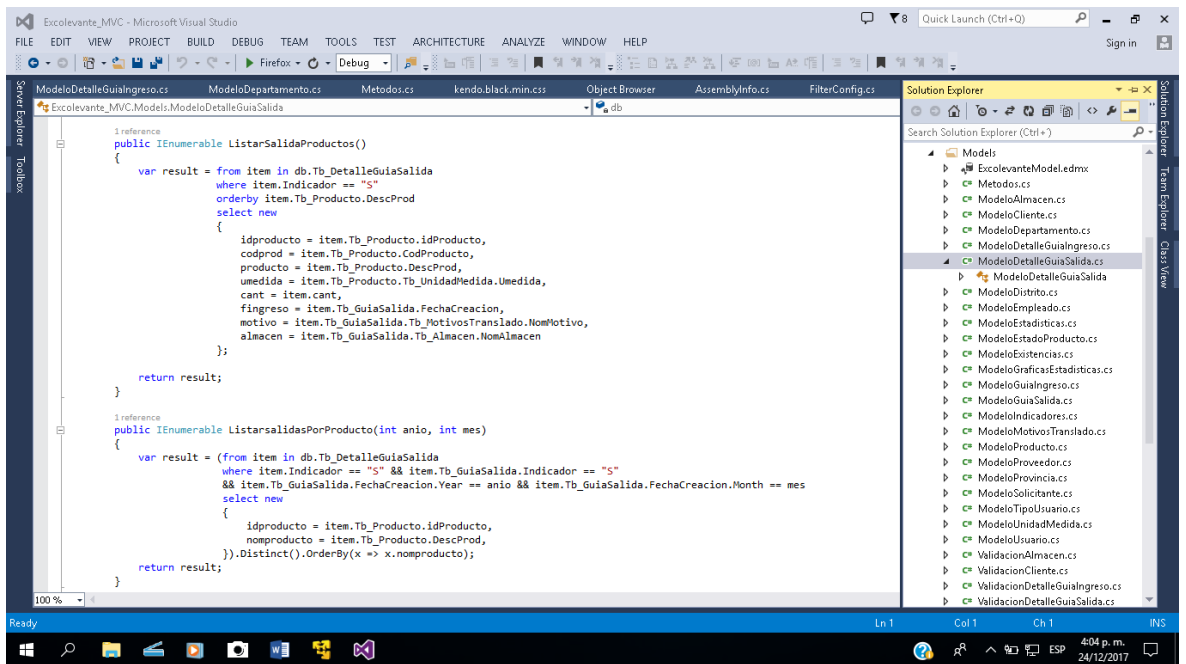 Excolevante_MVC - Microsoft Visual Studio
8
Quick Launch (Ctrl+Q)
FILE EDIT VIEW PROJECT BUILD DEBUG TEAM TOOLS TEST ARCHITECTURE ANALYZE WINDOW HELP
Sign in
Firefox
Debug
Server Explorer
Toolbox
ModeloDetalleGuiaIngreso.cs ModeloDepartamento.cs Metodos.cs kendo.black.min.css Object Browser AssemblyInfo.cs FilterConfig.cs
Excolevante_MVC.Models.ModeloDetalleGuiaSalida
db
1 reference
public IEnumerable ListarSalidaProductos()
{
var result = from item in db.Tb_DetalleGuiaSalida
where item.Indicador == "S"
orderby item.Tb_Producto.DescProd
select new
{
idproducto = item.Tb_Producto.idProducto,
codprod = item.Tb_Producto.CodProducto,
producto = item.Tb_Producto.DescProd,
umedida = item.Tb_Producto.Tb_UnidadMedida.Umedida,
cant = item.cant,
fingreso = item.Tb_GuiaSalida.FechaCreacion,
motivo = item.Tb_GuiaSalida.Tb_MotivosTranslado.NomMotivo,
almacen = item.Tb_GuiaSalida.Tb_Almacen.NomAlmacen
};
return result;
}
1 reference
public IEnumerable ListarsalidasPorProducto(int anio, int mes)
{
var result = (from item in db.Tb_DetalleGuiaSalida
where item.Indicador == "S" && item.Tb_GuiaSalida.Indicador == "S"
&& item.Tb_GuiaSalida.FechaCreacion.Year == anio && item.Tb_GuiaSalida.FechaCreacion.Month == mes
select new
{
idproducto = item.Tb_Producto.idProducto,
nomproducto = item.Tb_Producto.DescProd,
}).Distinct().OrderBy(x => x.nomproducto);
return result;
}
100 %
Solution Explorer
Search Solution Explorer (Ctrl+´)
Models
ExcolevanteModel.edmx
C# Metodos.cs
C# ModeloAlmacen.cs
C# ModeloCliente.cs
C# ModeloDepartamento.cs
C# ModeloDetalleGuiaIngreso.cs
C# ModeloDetalleGuiaSalida.cs
ModeloDetalleGuiaSalida
C# ModeloDistrito.cs
C# ModeloEmpleado.cs
C# ModeloEstadisticas.cs
C# ModeloEstadoProducto.cs
C# ModeloExistencias.cs
C# ModeloGraficasEstadisticas.cs
C# ModeloGuiaIngreso.cs
C# ModeloGuiaSalida.cs
C# ModeloIndicadores.cs
C# ModeloMotivosTranslado.cs
C# ModeloProducto.cs
C# ModeloProveedor.cs
C# ModeloProvincia.cs
C# ModeloSolicitante.cs
C# ModeloTipoUsuario.cs
C# ModeloUnidadMedida.cs
C# ModeloUsuario.cs
C# ValidacionAlmacen.cs
C# ValidacionCliente.cs
C# ValidacionDetalleGuiaIngreso.cs
C# ValidacionDetalleGuiaSalida.cs
Solution Explorer
Team Explorer
Class View
Ready
Ln 1 Col 1 Ch 1 INS
ESP
4:04 p. m.
24/12/2017